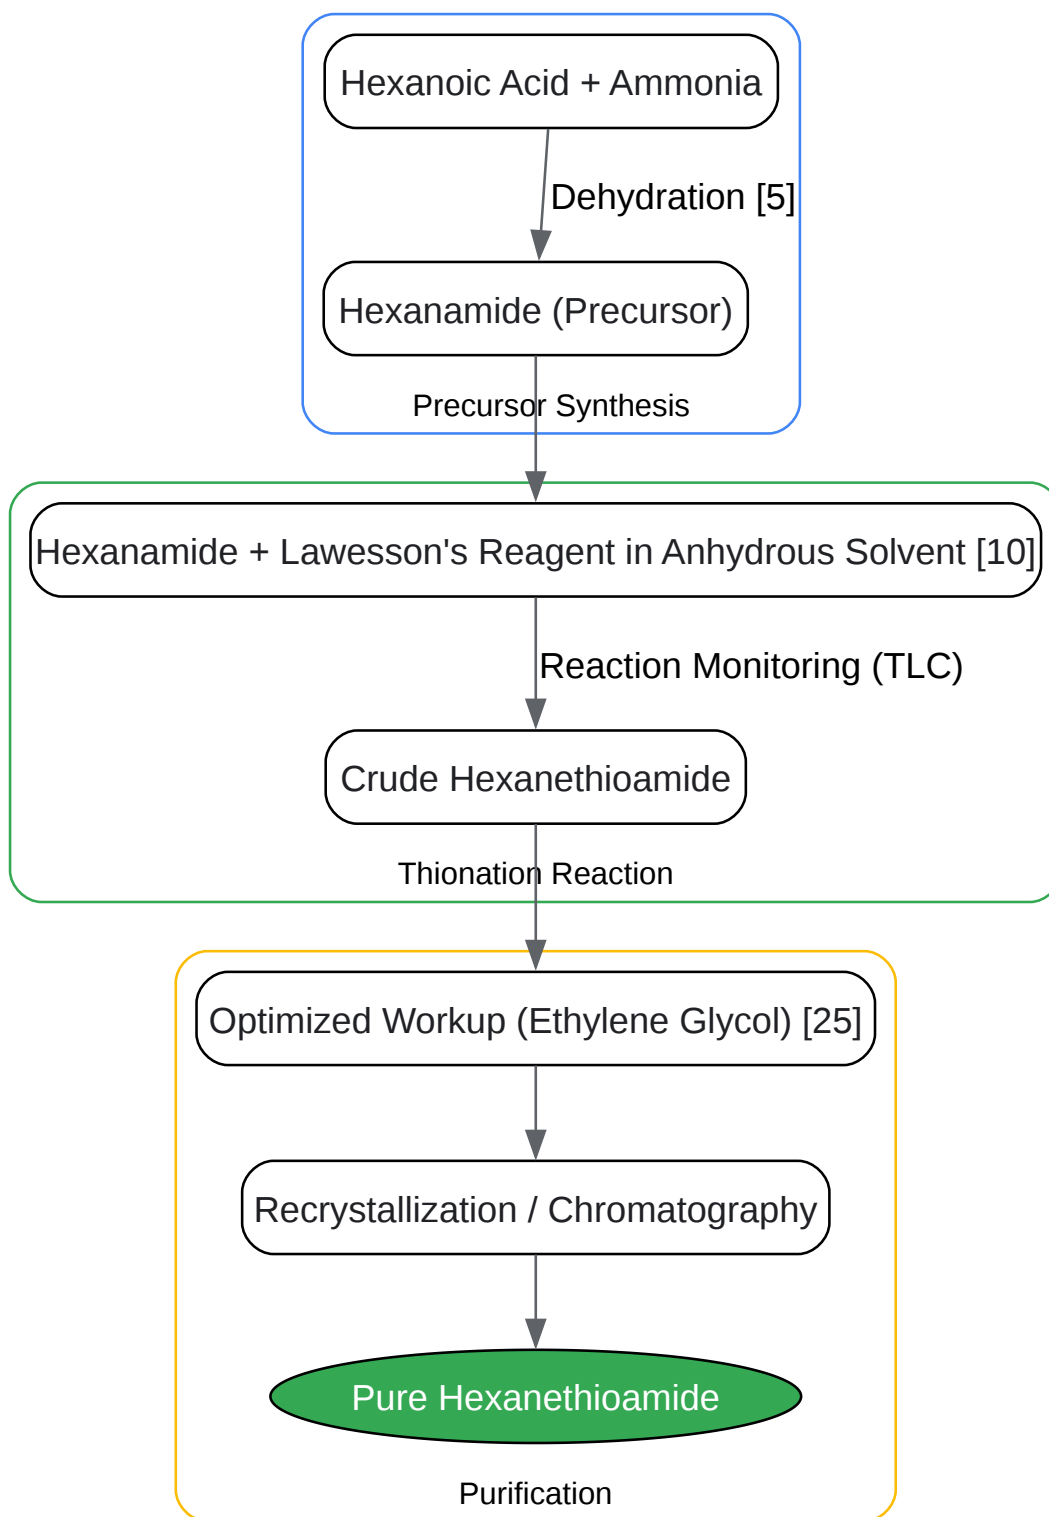 Hexanoic Acid + Ammonia
Dehydration [5]
Hexanamide (Precursor)
Precursor Synthesis
Hexanamide + Lawesson's Reagent in Anhydrous Solvent [10]
Reaction Monitoring (TLC)
Crude Hexanethioamide
Thionation Reaction
Optimized Workup (Ethylene Glycol) [25]
Recrystallization / Chromatography
Pure Hexanethioamide
Purification